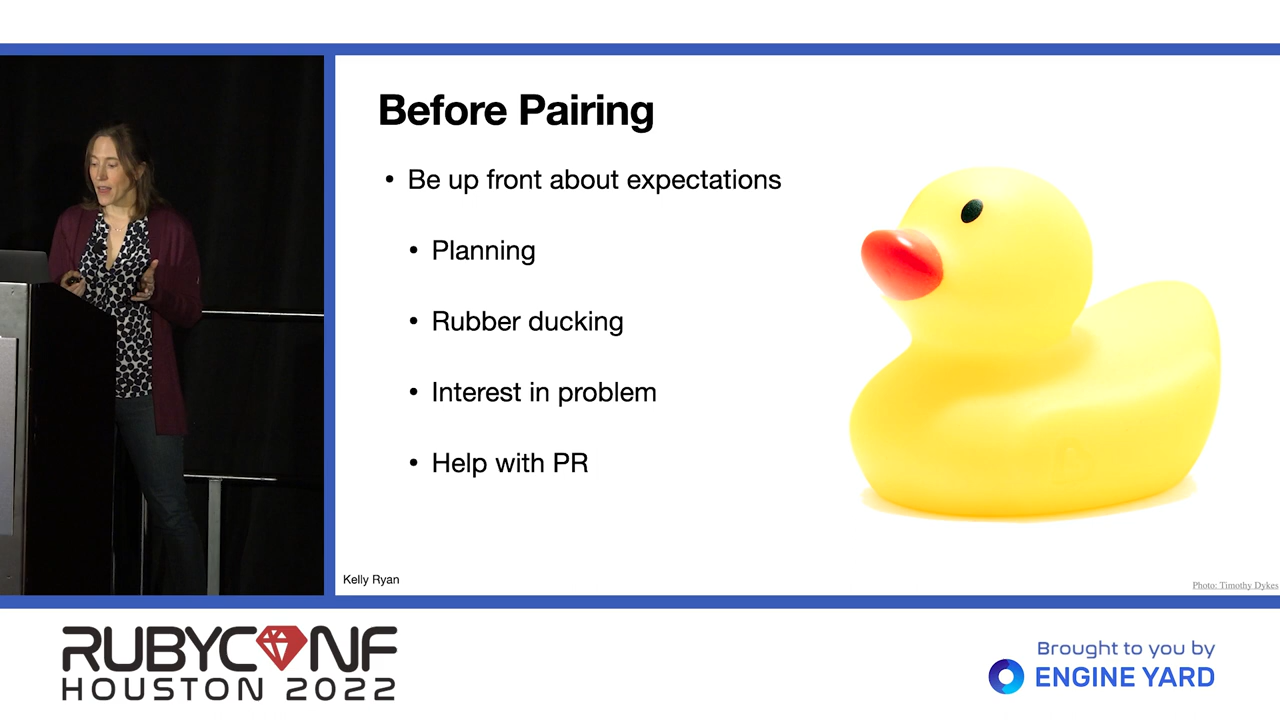 Before Pairing
• Be up front about expectations
• Planning
• Rubber ducking
• Interest in problem
• Help with PR
Kelly Ryan
Photo: Timothy Dykes
RUBYCONF
HOUSTON 2022
Brought to you by
ENGINE YARD